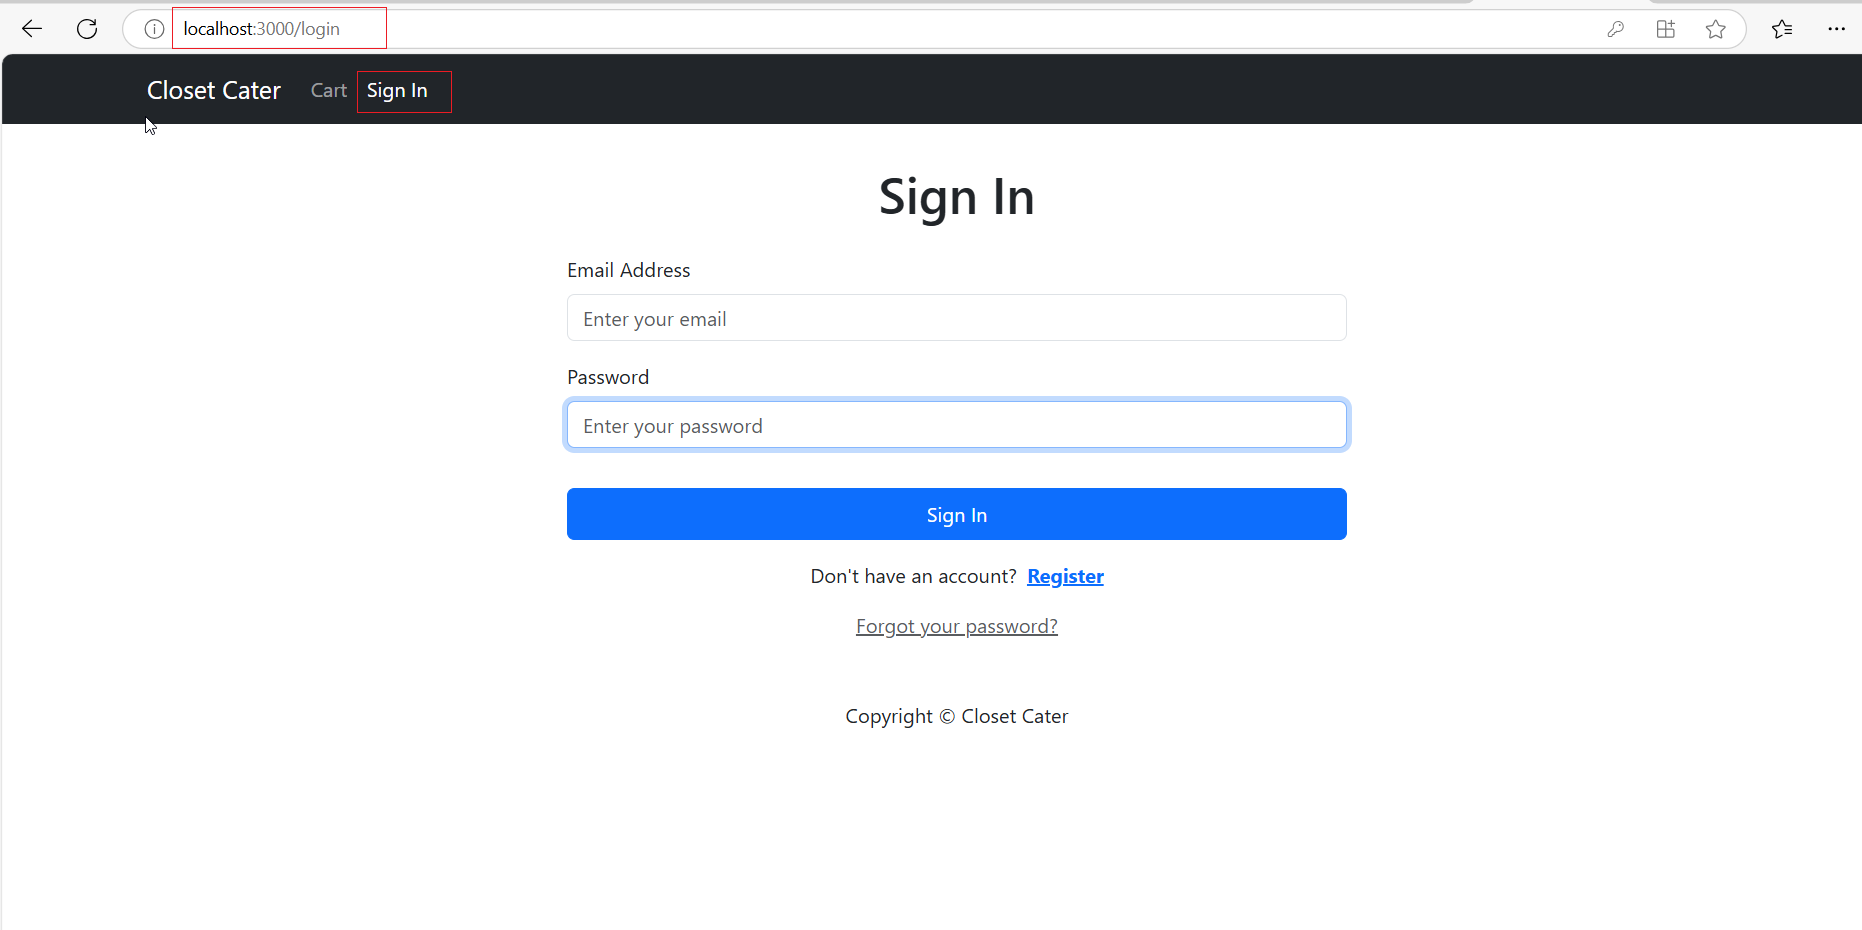 localhost:3000/login
Closet Cater Cart Sign In
Sign In
Email Address
Enter your email
Password
Enter your password
Sign In
Don't have an account? Register
Forgot your password?
Copyright © Closet Cater